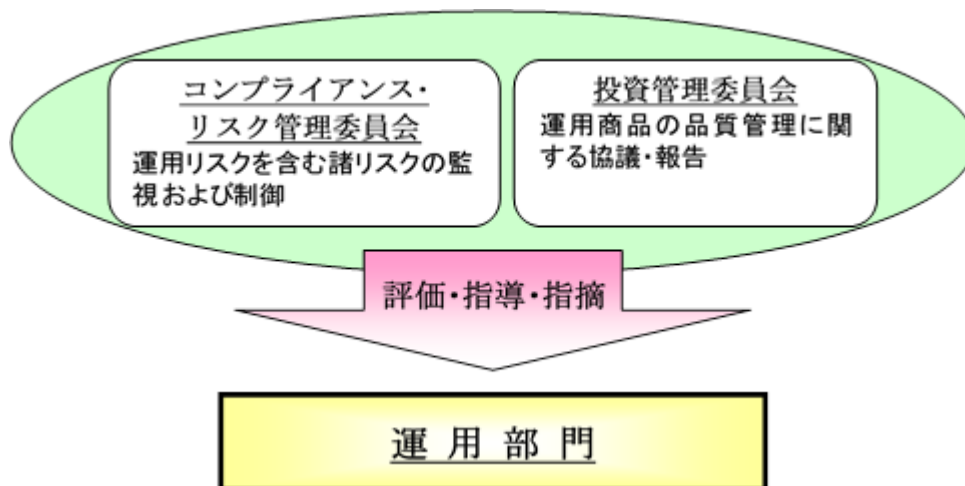 コンプライアンス・
リスク管理委員会
運用リスクを含む諸リスクの監
視および制御
投資管理委員会
運用商品の品質管理に関
する協議・報告
評価・指導・指摘
運用部門